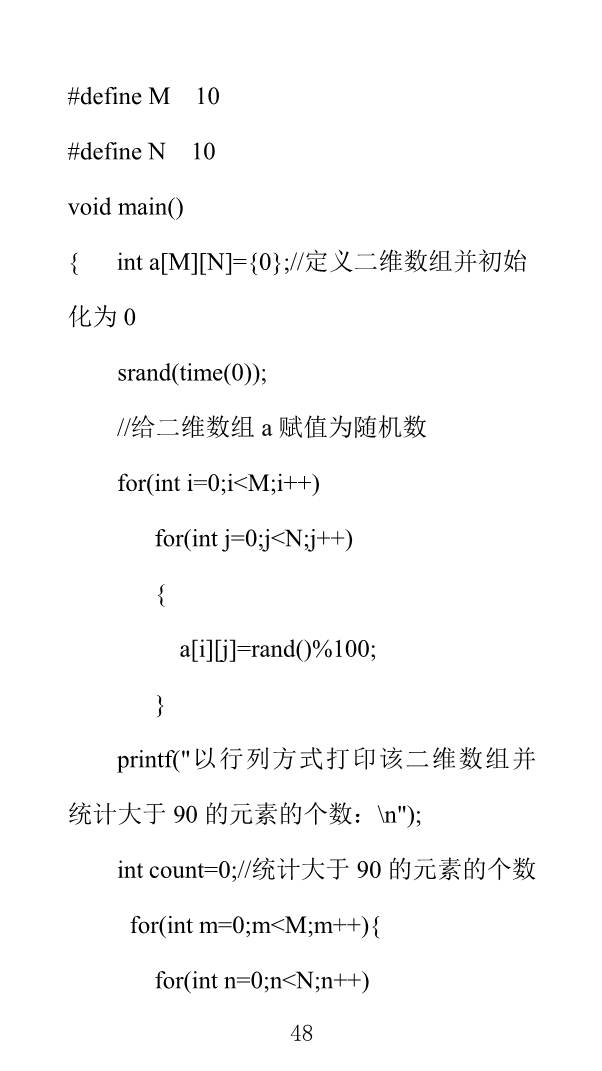 #define M    10
#define N    10
void main()
{      int a[M][N]={0};//定义二维数组并初始
化为 0
        srand(time(0));
        //给二维数组 a 赋值为随机数
        for(int i=0;i<M;i++)
              for(int j=0;j<N;j++)
              {
                  a[i][j]=rand()%100;
              }
        printf("以行列方式打印该二维数组并
统计大于 90 的元素的个数：\n");
        int count=0;//统计大于 90 的元素的个数
          for(int m=0;m<M;m++){
              for(int n=0;n<N;n++)
48